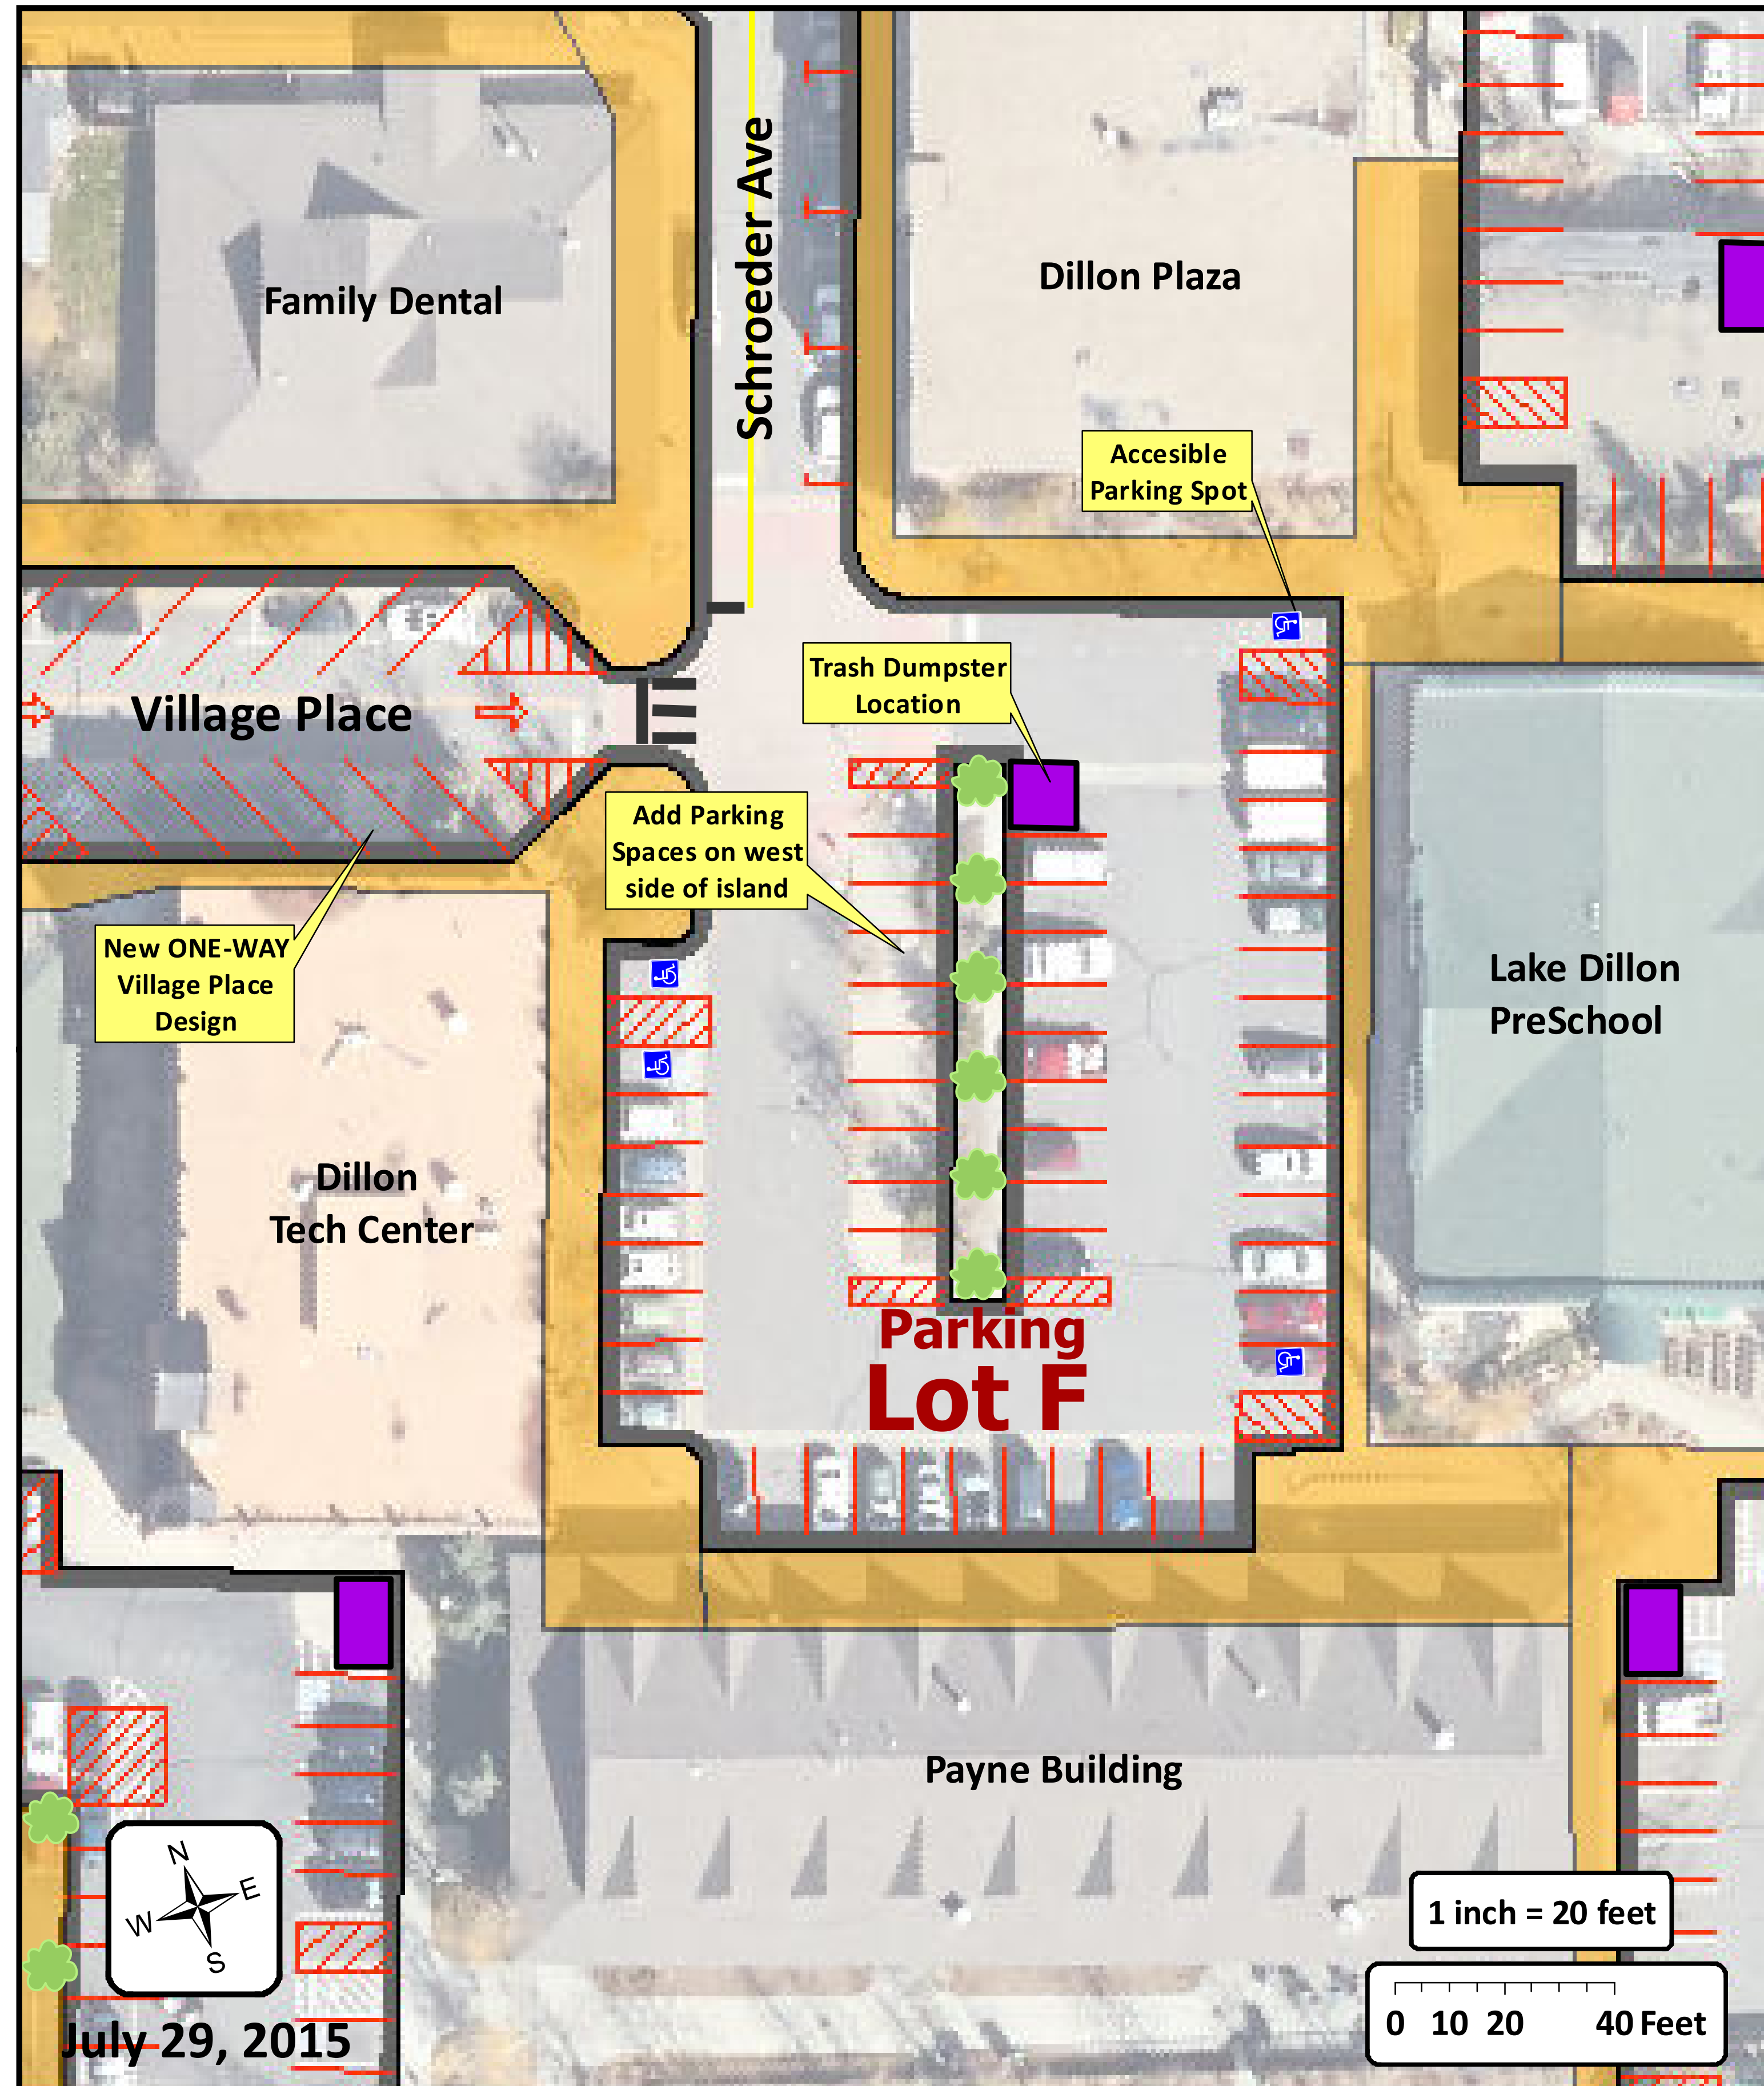 Schroeder Ave
Family Dental
Dillon Plaza
Accesible
Parking Spot
Trash Dumpster
Location
Village Place
Add Parking
Spaces on west
side of island
New ONE-WAY
Village Place
Design
Lake Dillon
PreSchool
Dillon
Tech Center
Parking
Lot F
Payne Building
N
E
W
S
1 inch = 20 feet
0 10 20 40 Feet
July 29, 2015